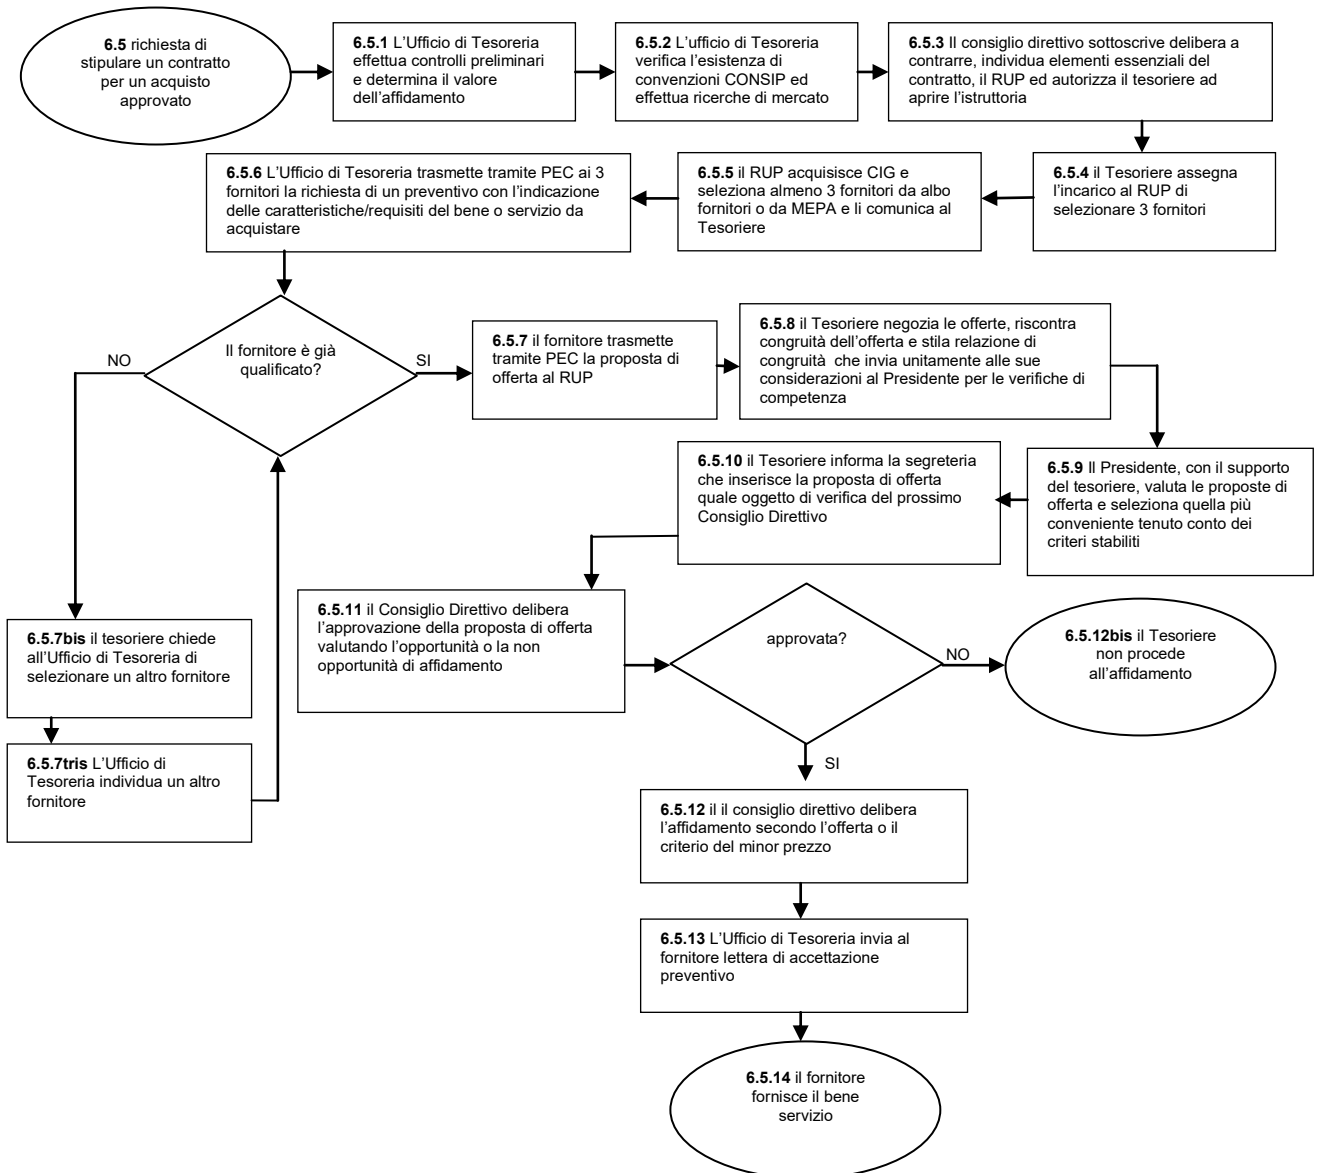 6.5 richiesta di
stipulare un contratto
per un acquisto
approvato
6.5.1 L’Ufficio di Tesoreria
effettua controlli preliminari
e determina il valore
dell’affidamento
6.5.2 L’ufficio di Tesoreria
verifica l’esistenza di
convenzioni CONSIP ed
effettua ricerche di mercato
6.5.3 Il consiglio direttivo sottoscrive delibera a
contrarre, individua elementi essenziali del
contratto, il RUP ed autorizza il tesoriere ad
aprire l’istruttoria
6.5.4 il Tesoriere assegna
l’incarico al RUP di
selezionare 3 fornitori
6.5.5 il RUP acquisisce CIG e
seleziona almeno 3 fornitori da albo
fornitori o da MEPA e li comunica al
Tesoriere
6.5.6 L’Ufficio di Tesoreria trasmette tramite PEC ai 3
fornitori la richiesta di un preventivo con l’indicazione
delle caratteristiche/requisiti del bene o servizio da
acquistare
Il fornitore è già
qualificato?
NO
SI
6.5.7 il fornitore trasmette
tramite PEC la proposta di
offerta al RUP
6.5.8 il Tesoriere negozia le offerte, riscontra
congruità dell’offerta e stila relazione di
congruità che invia unitamente alle sue
considerazioni al Presidente per le verifiche di
competenza
6.5.9 Il Presidente, con il supporto
del tesoriere, valuta le proposte di
offerta e seleziona quella più
conveniente tenuto conto dei
criteri stabiliti
6.5.10 il Tesoriere informa la segreteria
che inserisce la proposta di offerta
quale oggetto di verifica del prossimo
Consiglio Direttivo
6.5.11 il Consiglio Direttivo delibera
l’approvazione della proposta di offerta
valutando l’opportunità o la non
opportunità di affidamento
approvata?
NO
6.5.12bis il Tesoriere
non procede
all’affidamento
6.5.7bis il tesoriere chiede
all’Ufficio di Tesoreria di
selezionare un altro fornitore
6.5.7tris L’Ufficio di
Tesoreria individua un altro
fornitore
SI
6.5.12 il il consiglio direttivo delibera
l’affidamento secondo l’offerta o il
criterio del minor prezzo
6.5.13 L’Ufficio di Tesoreria invia al
fornitore lettera di accettazione
preventivo
6.5.14 il fornitore
fornisce il bene
servizio